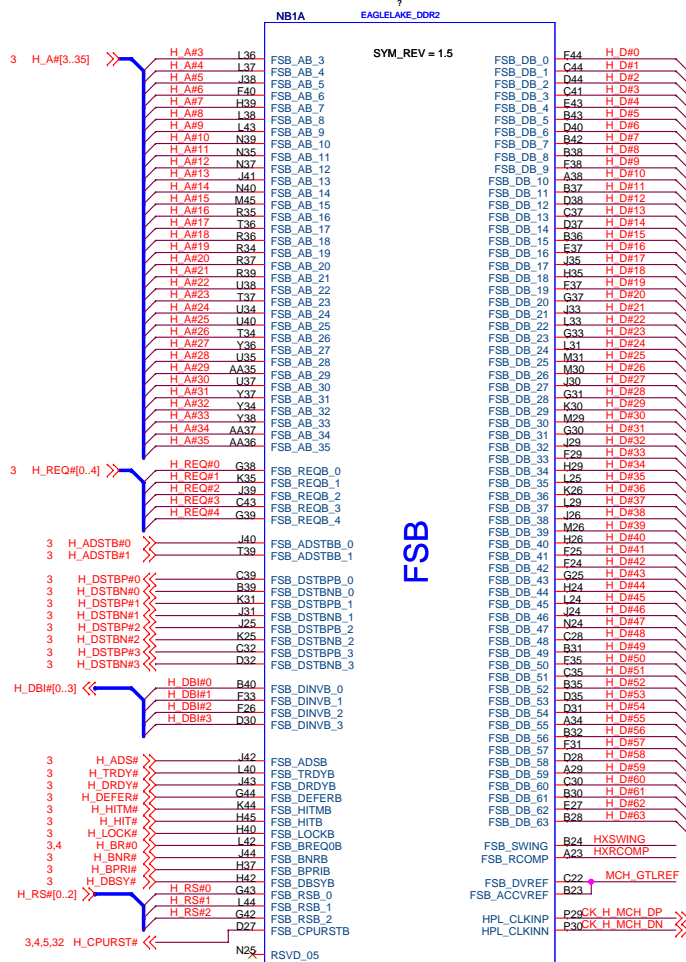 ?
NB1A EAGLELAKE_DDR2
SYM_REV = 1.5
3 H_A#[3..35]
H_A#3 L36 FSB_AB_3
H_A#4 L37 FSB_AB_4
H_A#5 J38 FSB_AB_5
H_A#6 F40 FSB_AB_6
H_A#7 H39 FSB_AB_7
H_A#8 L38 FSB_AB_8
H_A#9 L43 FSB_AB_9
H_A#10 N39 FSB_AB_10
H_A#11 N35 FSB_AB_11
H_A#12 N37 FSB_AB_12
H_A#13 J41 FSB_AB_13
H_A#14 N40 FSB_AB_14
H_A#15 M45 FSB_AB_15
H_A#16 R35 FSB_AB_16
H_A#17 T36 FSB_AB_17
H_A#18 R36 FSB_AB_18
H_A#19 R34 FSB_AB_19
H_A#20 R37 FSB_AB_20
H_A#21 R39 FSB_AB_21
H_A#22 U38 FSB_AB_22
H_A#23 T37 FSB_AB_23
H_A#24 U34 FSB_AB_24
H_A#25 U40 FSB_AB_25
H_A#26 T34 FSB_AB_26
H_A#27 Y36 FSB_AB_27
H_A#28 U35 FSB_AB_28
H_A#29 AA35 FSB_AB_29
H_A#30 U37 FSB_AB_30
H_A#31 Y37 FSB_AB_31
H_A#32 Y34 FSB_AB_32
H_A#33 Y38 FSB_AB_33
H_A#34 AA37 FSB_AB_34
H_A#35 AA36 FSB_AB_35
3 H_REQ#[0..4]
H_REQ#0 G38 FSB_REQB_0
H_REQ#1 K35 FSB_REQB_1
H_REQ#2 J39 FSB_REQB_2
H_REQ#3 C43 FSB_REQB_3
H_REQ#4 G39 FSB_REQB_4
3 H_ADSTB#0 J40 FSB_ADSTBB_0
3 H_ADSTB#1 T39 FSB_ADSTBB_1
3 H_DSTBP#0 C39 FSB_DSTBPB_0
3 H_DSTBN#0 B39 FSB_DSTBNB_0
3 H_DSTBP#1 K31 FSB_DSTBPB_1
3 H_DSTBN#1 J31 FSB_DSTBNB_1
3 H_DSTBP#2 J25 FSB_DSTBPB_2
3 H_DSTBN#2 K25 FSB_DSTBNB_2
3 H_DSTBP#3 C32 FSB_DSTBPB_3
3 H_DSTBN#3 D32 FSB_DSTBNB_3
H_DBI#[0..3]
H_DBI#0 B40 FSB_DINVB_0
H_DBI#1 F33 FSB_DINVB_1
H_DBI#2 F26 FSB_DINVB_2
H_DBI#3 D30 FSB_DINVB_3
3 H_ADS# J42 FSB_ADSB
3 H_TRDY# L40 FSB_TRDYB
3 H_DRDY# J43 FSB_DRDYB
3 H_DEFER# G44 FSB_DEFERB
3 H_HITM# K44 FSB_HITMB
3 H_HIT# H45 FSB_HITB
3 H_LOCK# H40 FSB_LOCKB
3,4 H_BR#0 L42 FSB_BREQ0B
3 H_BNR# J44 FSB_BNRB
3 H_BPRI# H37 FSB_BPRIB
3 H_DBSY# H42 FSB_DBSYB
H_RS#[0..2]
H_RS#0 G43 FSB_RSB_0
H_RS#1 L44 FSB_RSB_1
H_RS#2 G42 FSB_RSB_2
3,4,5,32 H_CPURST# D27 FSB_CPURSTB
N25 RSVD_05
FSB
FSB_DB_0 F44 H_D#0
FSB_DB_1 C44 H_D#1
FSB_DB_2 D44 H_D#2
FSB_DB_3 C41 H_D#3
FSB_DB_4 E43 H_D#4
FSB_DB_5 B43 H_D#5
FSB_DB_6 D40 H_D#6
FSB_DB_7 B42 H_D#7
FSB_DB_8 B38 H_D#8
FSB_DB_9 F38 H_D#9
FSB_DB_10 A38 H_D#10
FSB_DB_11 B37 H_D#11
FSB_DB_12 D38 H_D#12
FSB_DB_13 C37 H_D#13
FSB_DB_14 D37 H_D#14
FSB_DB_15 B36 H_D#15
FSB_DB_16 E37 H_D#16
FSB_DB_17 J35 H_D#17
FSB_DB_18 H35 H_D#18
FSB_DB_19 F37 H_D#19
FSB_DB_20 G37 H_D#20
FSB_DB_21 J33 H_D#21
FSB_DB_22 L33 H_D#22
FSB_DB_23 G33 H_D#23
FSB_DB_24 L31 H_D#24
FSB_DB_25 M31 H_D#25
FSB_DB_26 M30 H_D#26
FSB_DB_27 J30 H_D#27
FSB_DB_28 G31 H_D#28
FSB_DB_29 K30 H_D#29
FSB_DB_30 M29 H_D#30
FSB_DB_31 G30 H_D#31
FSB_DB_32 J29 H_D#32
FSB_DB_33 F29 H_D#33
FSB_DB_34 H29 H_D#34
FSB_DB_35 L25 H_D#35
FSB_DB_36 K26 H_D#36
FSB_DB_37 L29 H_D#37
FSB_DB_38 J26 H_D#38
FSB_DB_39 M26 H_D#39
FSB_DB_40 H26 H_D#40
FSB_DB_41 F25 H_D#41
FSB_DB_42 F24 H_D#42
FSB_DB_43 G25 H_D#43
FSB_DB_44 H24 H_D#44
FSB_DB_45 L24 H_D#45
FSB_DB_46 J24 H_D#46
FSB_DB_47 N24 H_D#47
FSB_DB_48 C28 H_D#48
FSB_DB_49 B31 H_D#49
FSB_DB_50 F35 H_D#50
FSB_DB_51 C35 H_D#51
FSB_DB_52 B35 H_D#52
FSB_DB_53 D35 H_D#53
FSB_DB_54 D31 H_D#54
FSB_DB_55 A34 H_D#55
FSB_DB_56 B32 H_D#56
FSB_DB_57 F31 H_D#57
FSB_DB_58 D28 H_D#58
FSB_DB_59 A29 H_D#59
FSB_DB_60 C30 H_D#60
FSB_DB_61 B30 H_D#61
FSB_DB_62 E27 H_D#62
FSB_DB_63 B28 H_D#63
FSB_SWING B24 HXSWING
FSB_RCOMP A23 HXRCOMP
FSB_DVREF C22 MCH_GTLREF
FSB_ACCVREF B23
HPL_CLKINP P29 CK_H_MCH_DP
HPL_CLKINN P30 CK_H_MCH_DN